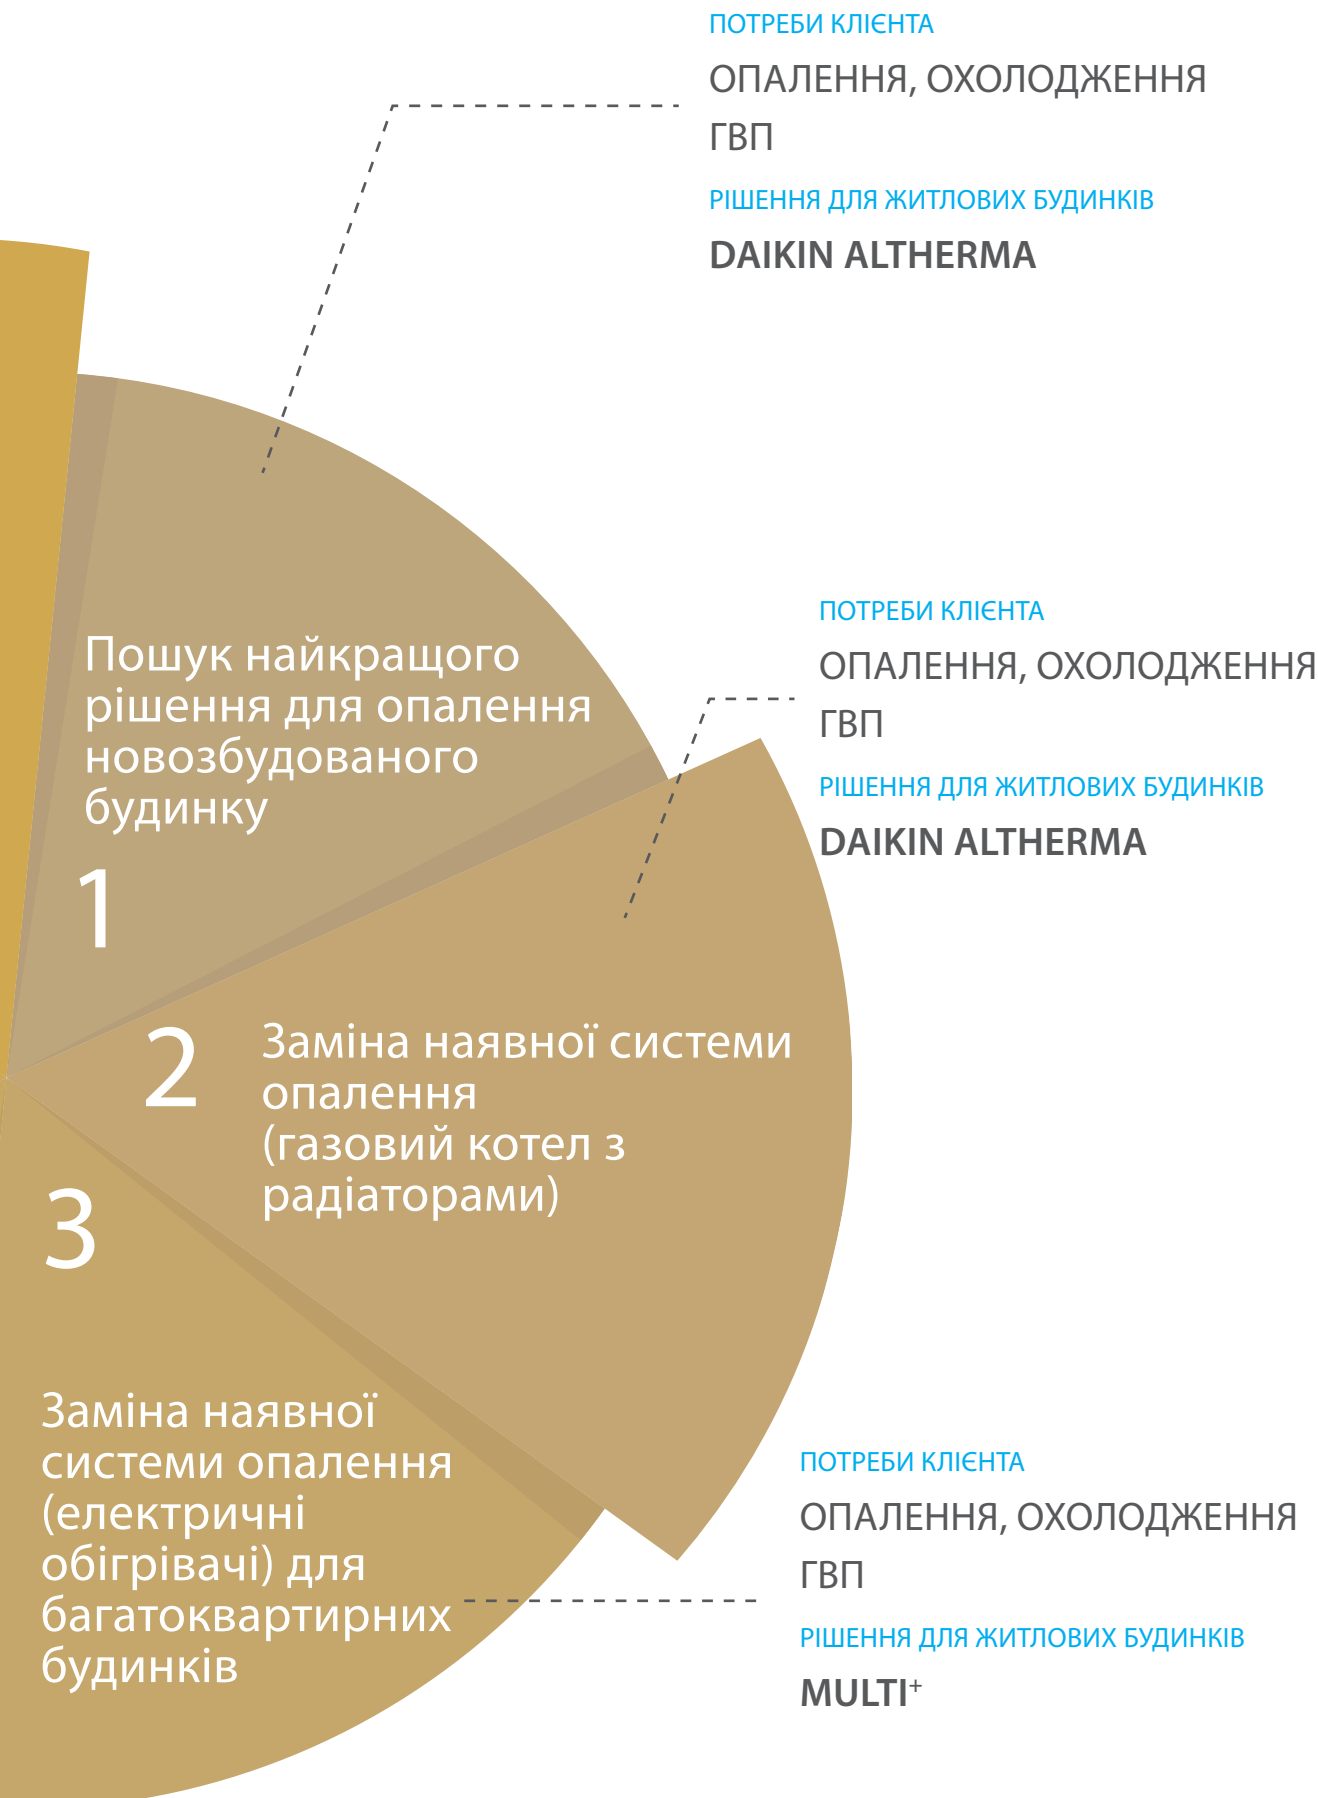 ПОТРЕБИ КЛІЄНТА
ОПАЛЕННЯ, ОХОЛОДЖЕННЯ
ГВП
РІШЕННЯ ДЛЯ ЖИТЛОВИХ БУДИНКІВ
DAIKIN ALTHERMA
Пошук найкращого
рішення для опалення
новозбудованого
будинку
1
ПОТРЕБИ КЛІЄНТА
ОПАЛЕННЯ, ОХОЛОДЖЕННЯ
ГВП
РІШЕННЯ ДЛЯ ЖИТЛОВИХ БУДИНКІВ
DAIKIN ALTHERMA
2
Заміна наявної системи
опалення
(газовий котел з
радіаторами)
3
Заміна наявної
системи опалення
(електричні
обігрівачі) для
багатоквартирних
будинків
ПОТРЕБИ КЛІЄНТА
ОПАЛЕННЯ, ОХОЛОДЖЕННЯ
ГВП
РІШЕННЯ ДЛЯ ЖИТЛОВИХ БУДИНКІВ
MULTI⁺